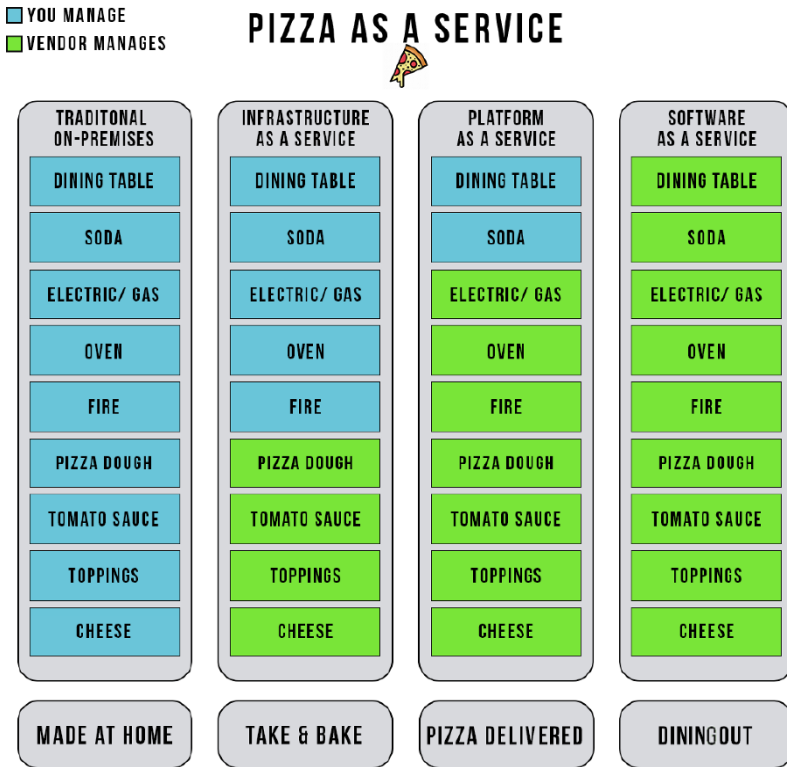 YOU MANAGE
VENDOR MANAGES
PIZZA AS A SERVICE
TRADITONAL
ON-PREMISES
DINING TABLE
SODA
ELECTRIC/ GAS
OVEN
FIRE
PIZZA DOUGH
TOMATO SAUCE
TOPPINGS
CHEESE
MADE AT HOME
INFRASTRUCTURE
AS A SERVICE
DINING TABLE
SODA
ELECTRIC/ GAS
OVEN
FIRE
PIZZA DOUGH
TOMATO SAUCE
TOPPINGS
CHEESE
TAKE & BAKE
PLATFORM
AS A SERVICE
DINING TABLE
SODA
ELECTRIC/ GAS
OVEN
FIRE
PIZZA DOUGH
TOMATO SAUCE
TOPPINGS
CHEESE
PIZZA DELIVERED
SOFTWARE
AS A SERVICE
DINING TABLE
SODA
ELECTRIC/ GAS
OVEN
FIRE
PIZZA DOUGH
TOMATO SAUCE
TOPPINGS
CHEESE
DININGOUT